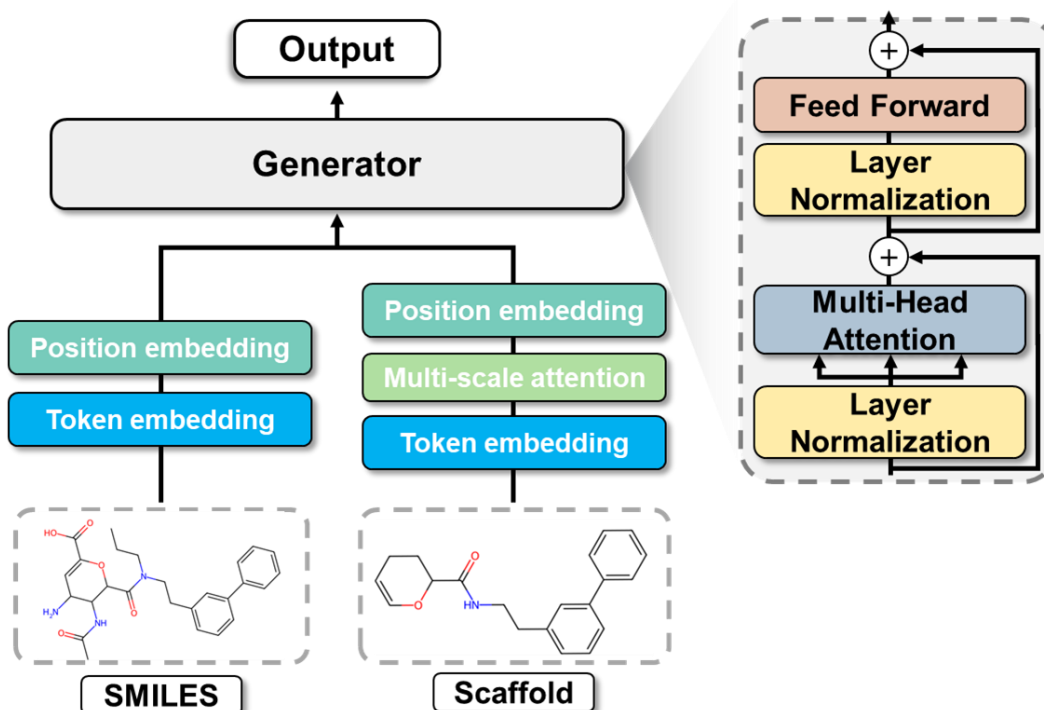 Output
Generator
Position embedding
Token embedding
Position embedding
Multi-scale attention
Token embedding
HO
O
O
N
O
H₂N
NH
O
SMILES
O
O
NH
Scaffold
+
Feed Forward
Layer
Normalization
+
Multi-Head
Attention
Layer
Normalization